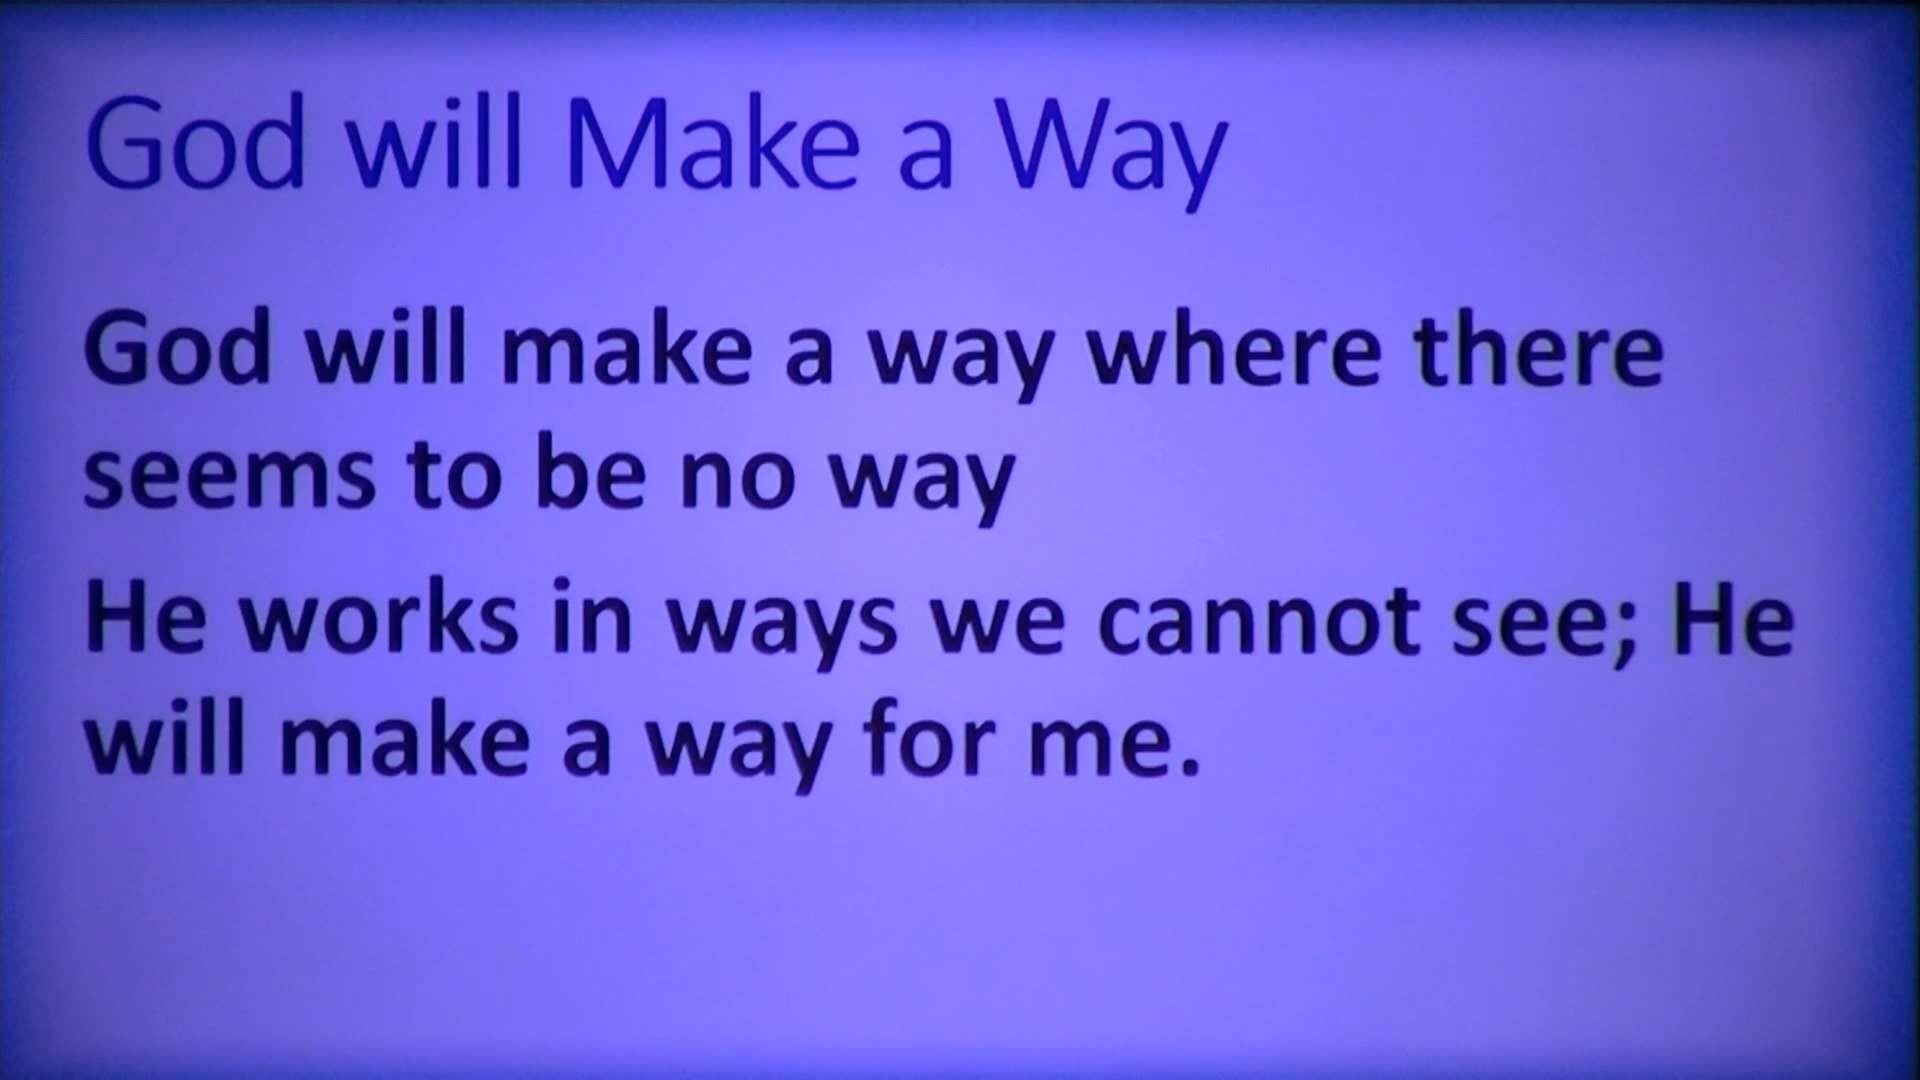 God will Make a Way
God will make a way where there
seems to be no way
He works in ways we cannot see; He
will make a way for me.